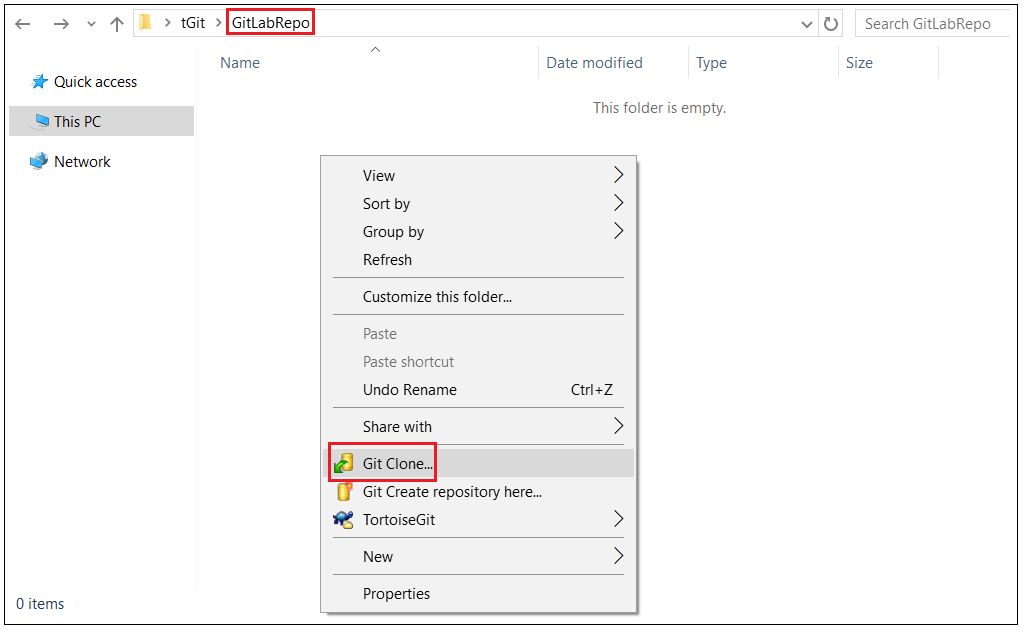 tGit GitLabRepo Search GitLabRepo
Name Date modified Type Size
Quick access
This folder is empty.
This PC
Network
View
Sort by
Group by
Refresh
Customize this folder...
Paste
Paste shortcut
Undo Rename Ctrl+Z
Share with
Git Clone...
Git Create repository here...
TortoiseGit
New
Properties
0 items